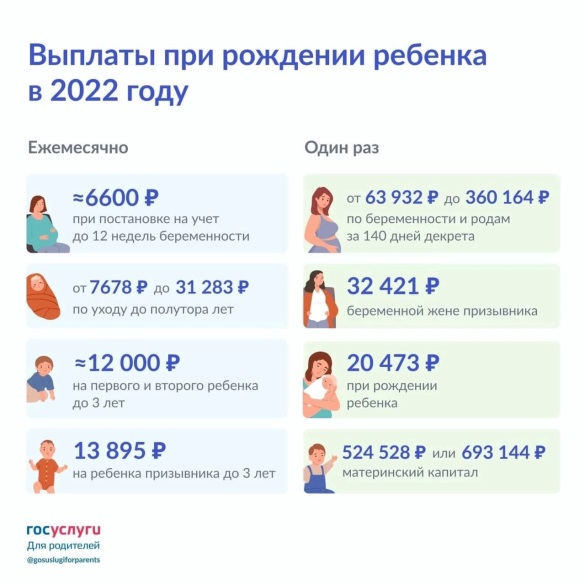 Выплаты при рождении ребенка
в 2022 году
Ежемесячно
≈6600 ₽
при постановке на учет
до 12 недель беременности
от 7678 ₽ до 31 283 ₽
по уходу до полутора лет
≈12 000 ₽
на первого и второго ребенка
до 3 лет
13 895 ₽
на ребенка призывника до 3 лет
Один раз
от 63 932 ₽ до 360 164 ₽
по беременности и родам
за 140 дней декрета
32 421 ₽
беременной жене призывника
20 473 ₽
при рождении
ребенка
524 528 ₽ или 693 144 ₽
материнский капитал
госуслуги
Для родителей
@gosuslugiforparents